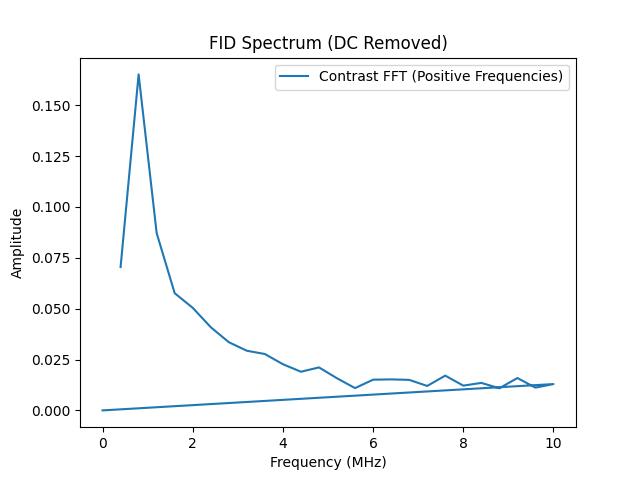 FID Spectrum (DC Removed)
Contrast FFT (Positive Frequencies)
0.150
0.125
0.100
0.075
0.050
0.025
0.000
Amplitude
0 2 4 6 8 10
Frequency (MHz)